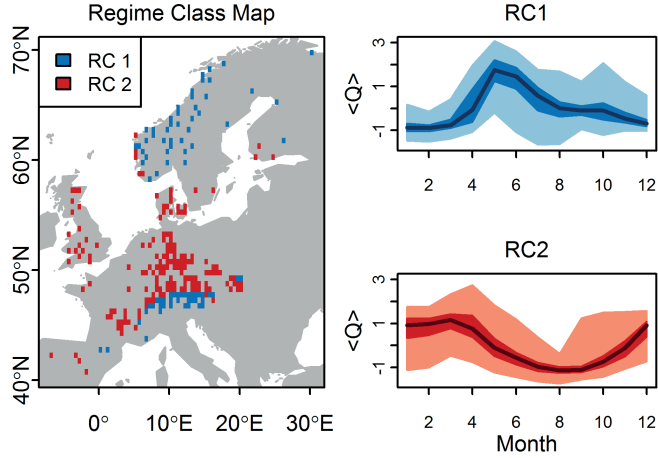 Regime Class Map
RC 1
RC 2
70°N
60°N
50°N
40°N
0° 10°E 20°E 30°E
RC1
<Q>
3
1
-1
2 4 6 8 10 12
RC2
<Q>
3
1
-1
2 4 6 8 10 12
Month